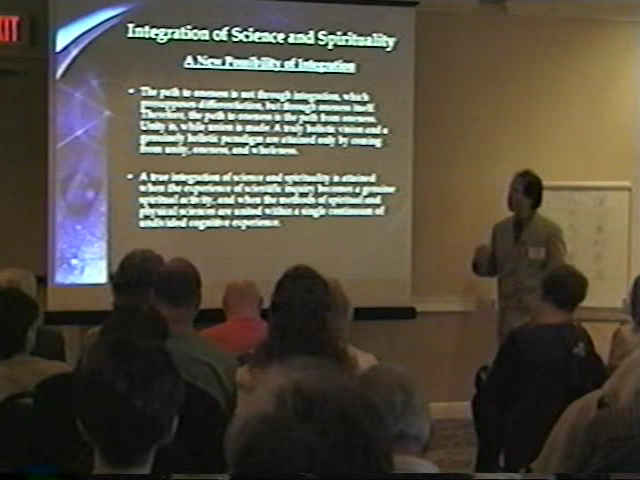 XIT
Integration of Science and Spirituality
A New Possibility of Integration
• The path to oneness is not through integration, which
presupposes differentiation, but through oneness itself.
Therefore, the path to oneness is the path from oneness.
Unity is, while union is made. A truly holistic vision and a
genuinely holistic paradigm are attained only by coming
from unity, oneness, and wholeness.
• A true integration of science and spirituality is attained
when the experience of scientific inquiry becomes a genuine
spiritual activity, and when the methods of spiritual and
physical sciences are united within a single continuum of
undivided cognitive experience.